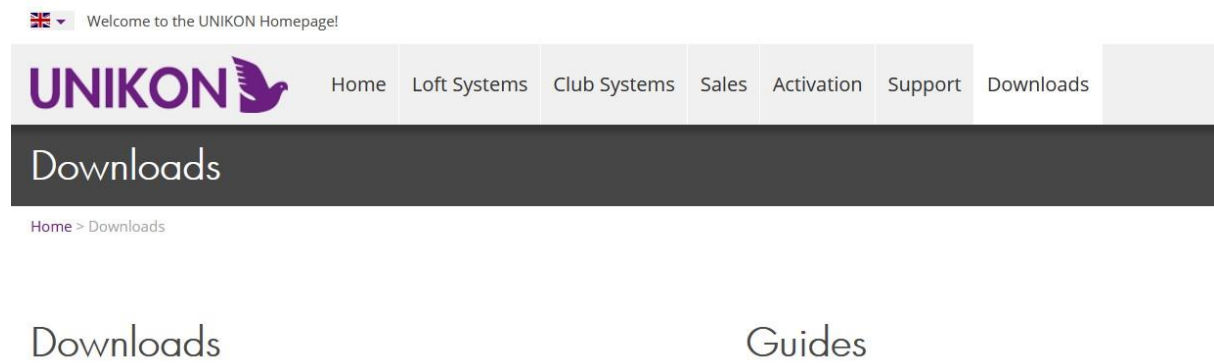 Welcome to the UNIKON Homepage!
UNIKON Home Loft Systems Club Systems Sales Activation Support Downloads
Downloads
Home > Downloads
Downloads Guides